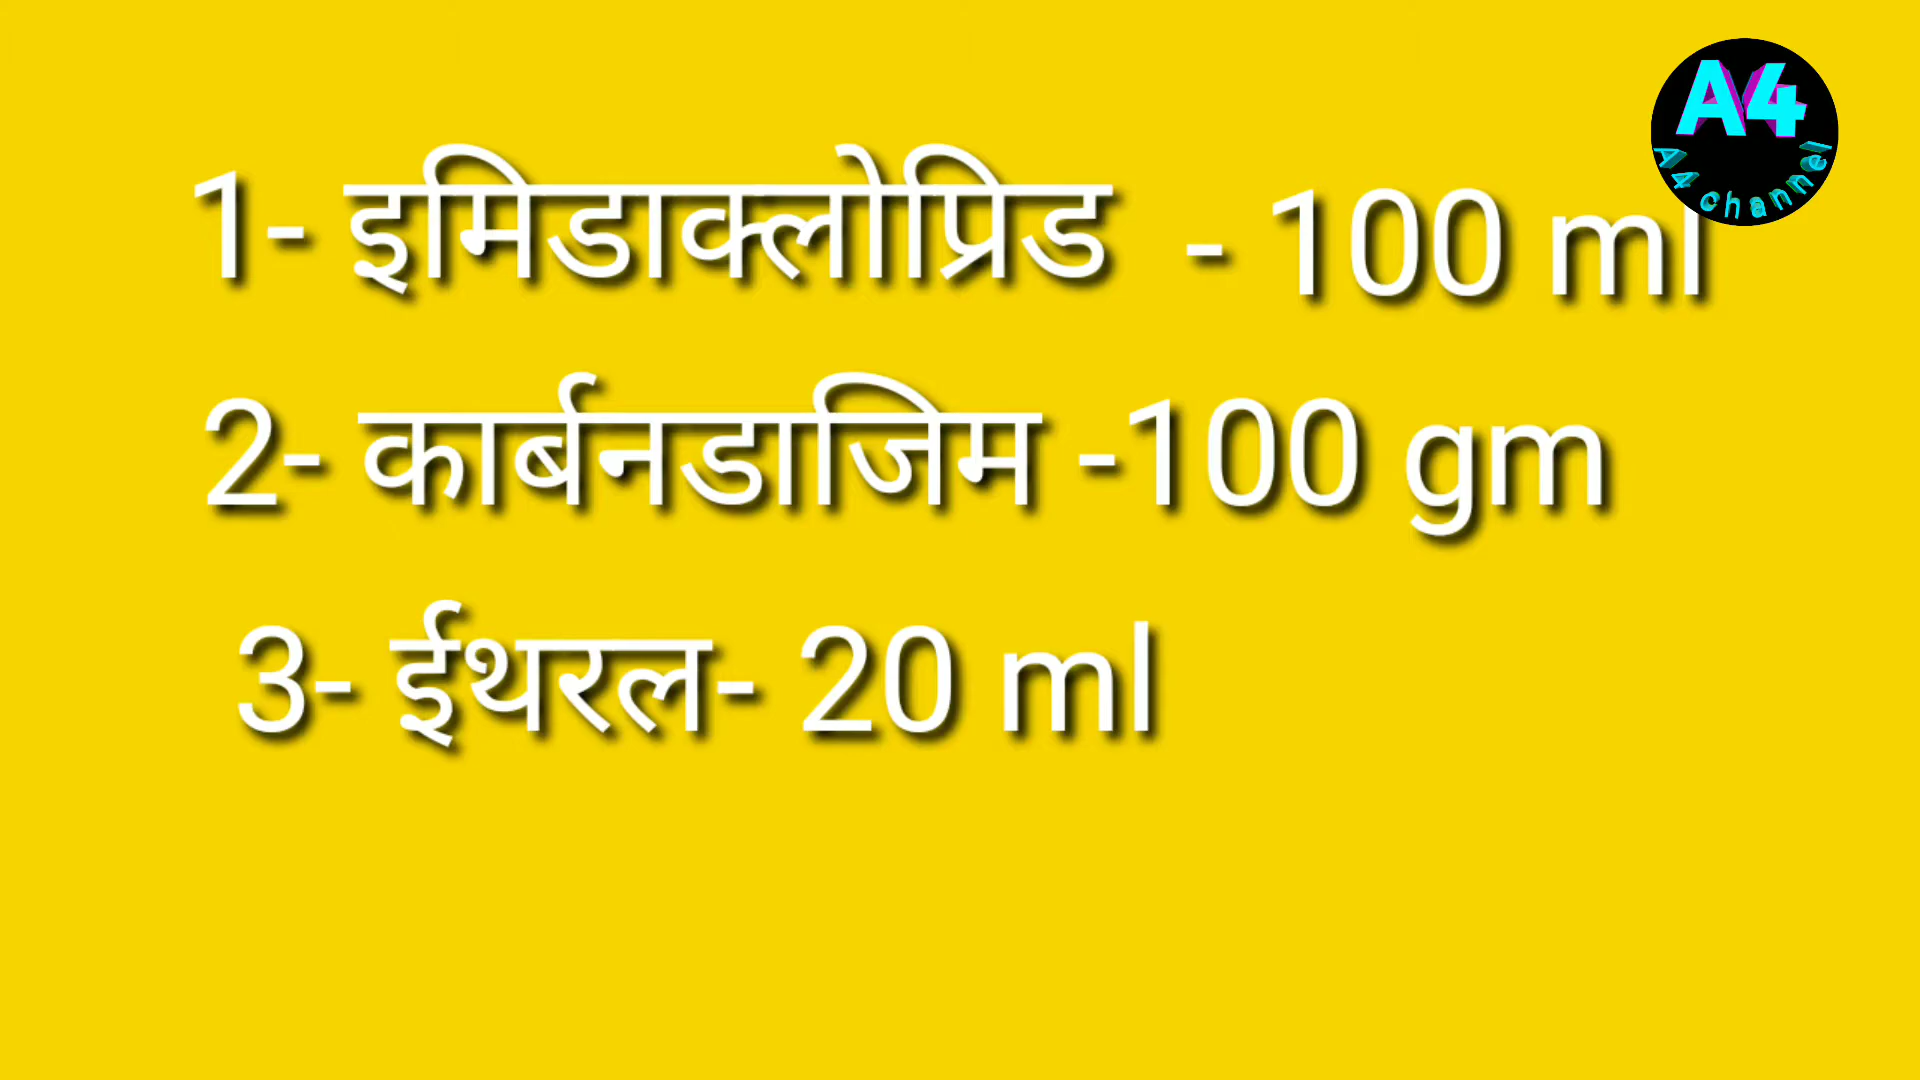 A4
A4 channel
1- इमिडाक्लोप्रिड - 100 ml
2- कार्बनडाजिम -100 gm
3- ईथरल- 20 ml